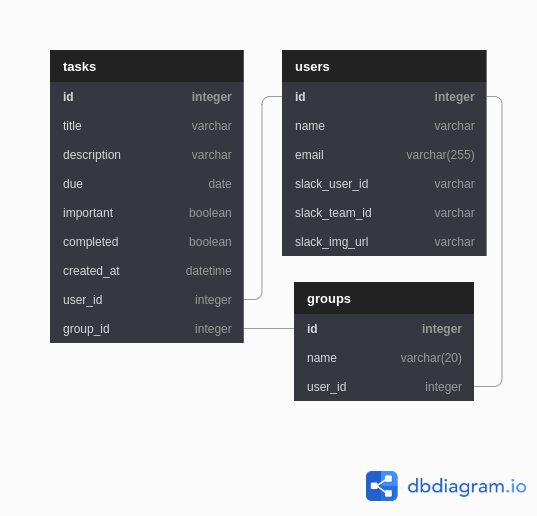 tasks
id integer
title varchar
description varchar
due date
important boolean
completed boolean
created_at datetime
user_id integer
group_id integer
users
id integer
name varchar
email varchar(255)
slack_user_id varchar
slack_team_id varchar
slack_img_url varchar
groups
id integer
name varchar(20)
user_id integer
dbdiagram.io